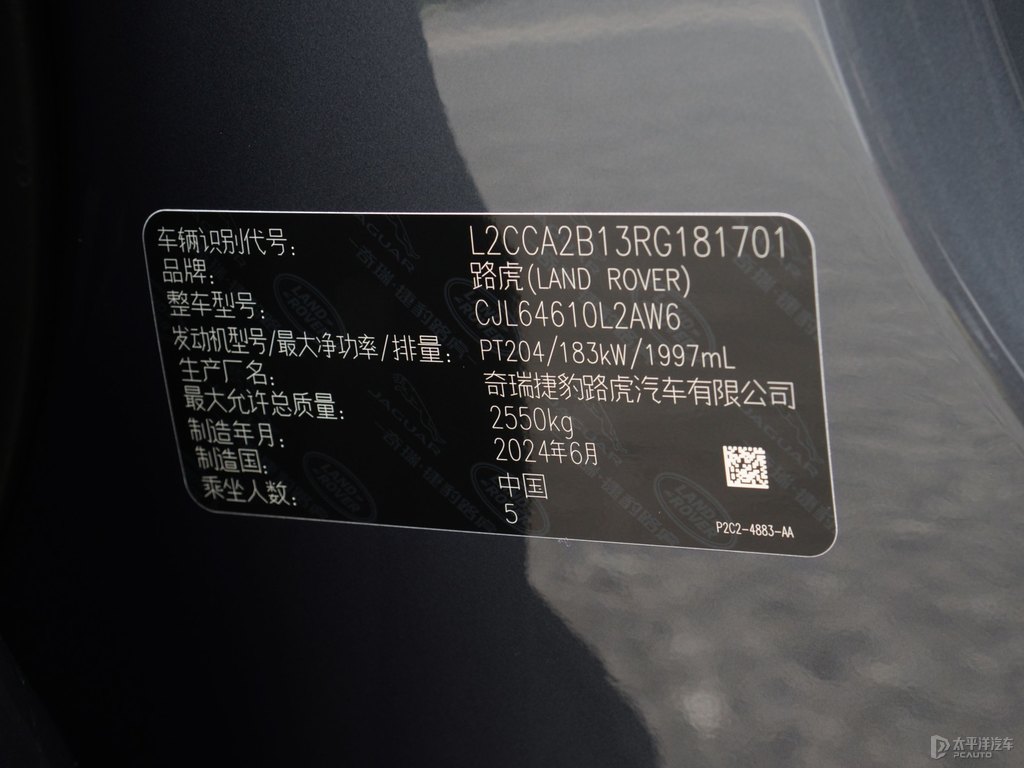 车辆识别代号: L2CCA2B13RG181701
品牌: 路虎(LAND ROVER)
整车型号: CJL64610L2AW6
发动机型号/最大净功率/排量: PT204/183kW/1997mL
生产厂名: 奇瑞捷豹路虎汽车有限公司
最大允许总质量: 2550kg
制造年月: 2024年6月
制造国: 中国
乘坐人数: 5
P2C2-4883-AA
太平洋汽车
PCAUTO